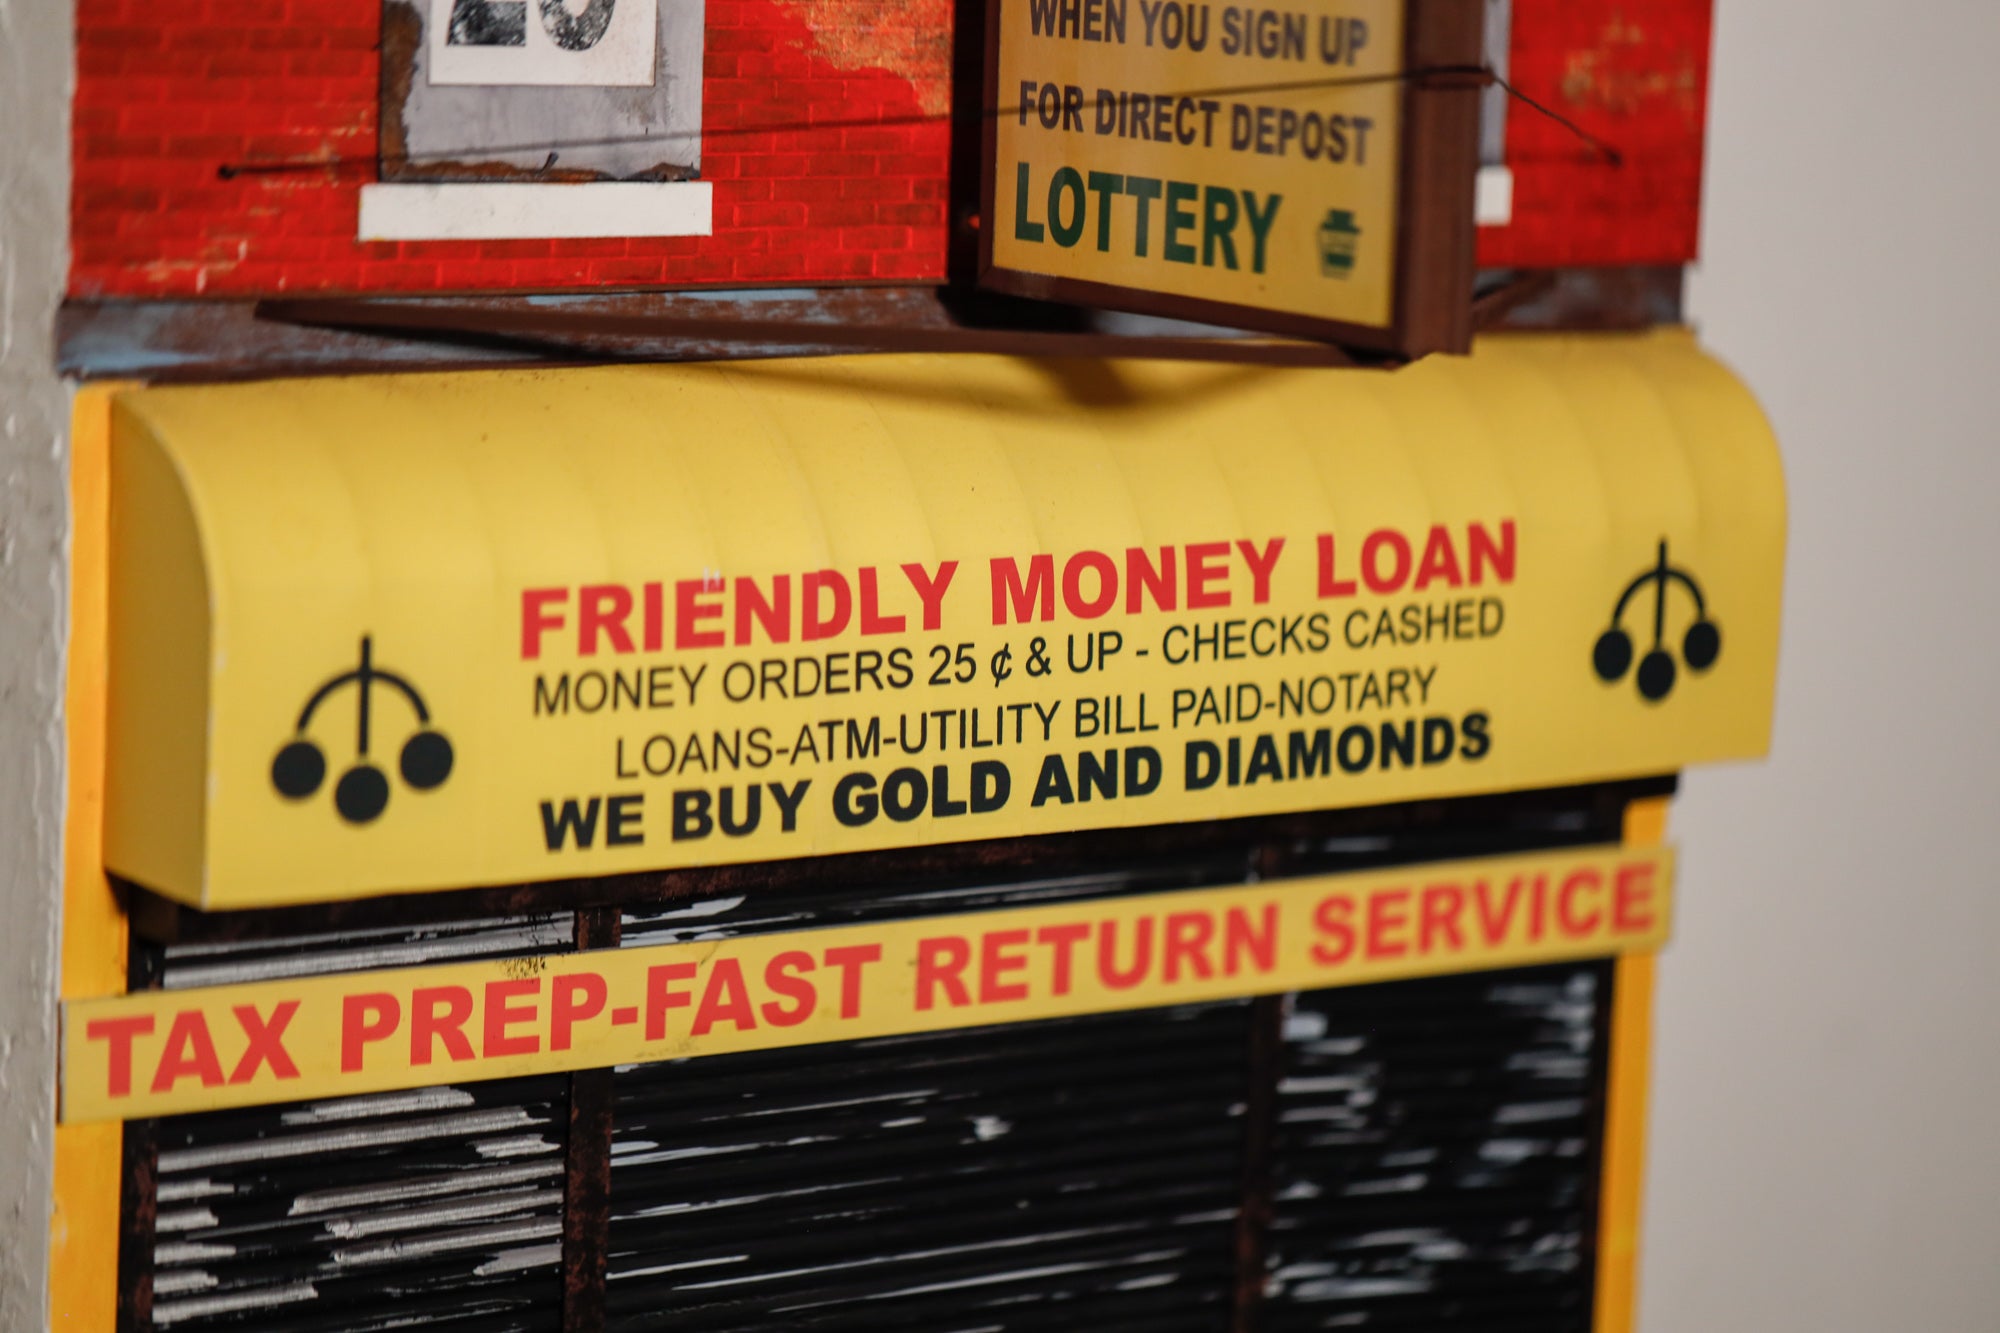 WHEN YOU SIGN UP
FOR DIRECT DEPOST
LOTTERY
FRIENDLY MONEY LOAN
MONEY ORDERS 25 ¢ & UP - CHECKS CASHED
LOANS-ATM-UTILITY BILL PAID-NOTARY
WE BUY GOLD AND DIAMONDS
TAX PREP-FAST RETURN SERVICE